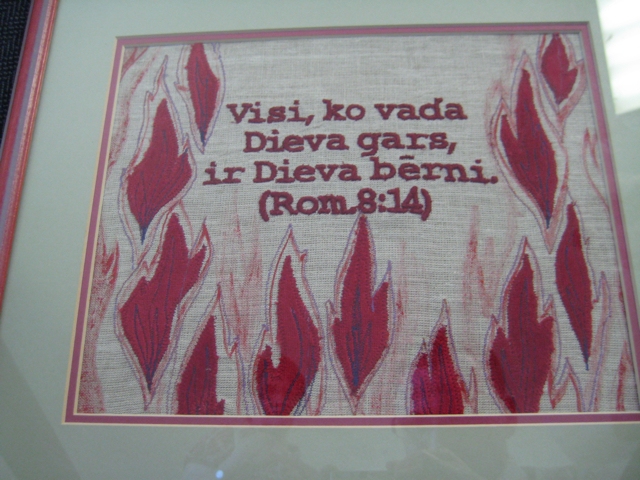 Visi, ko vada
Dieva gars,
ir Dieva bērni.
(Rom.8:14)